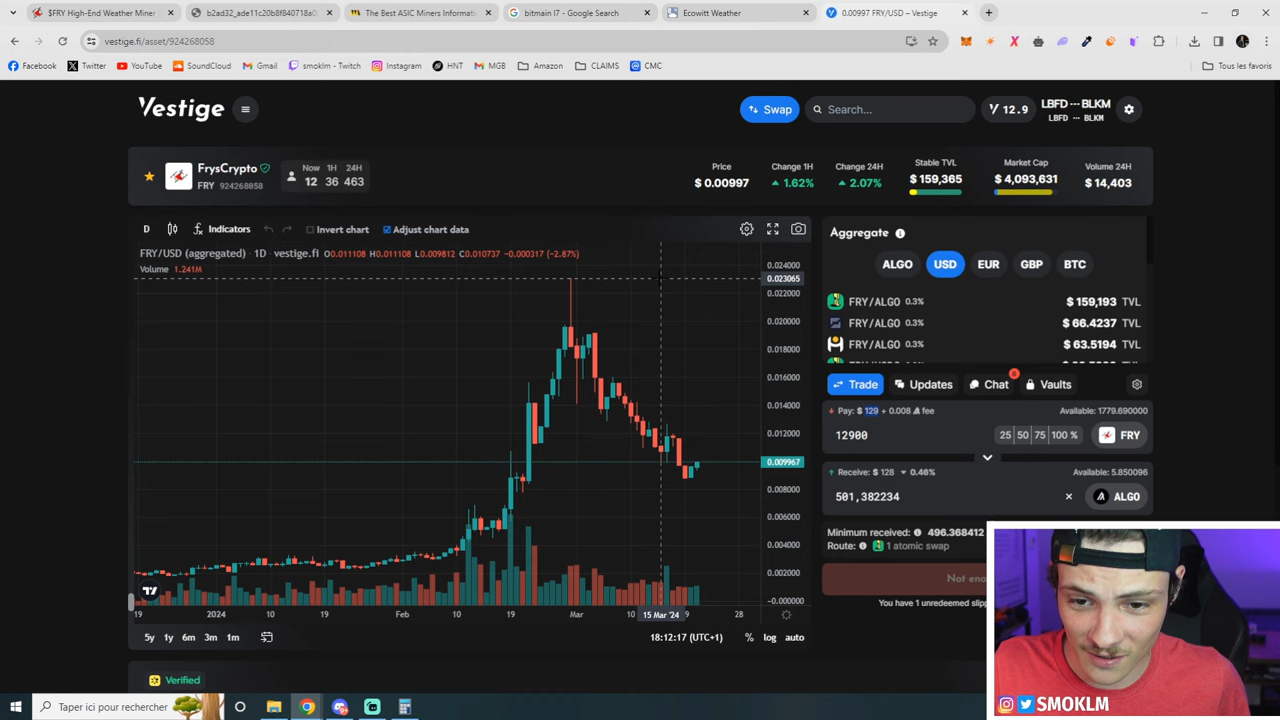 $FRY High-End Weather Miner
b2ad32_ade11c20b8f840718a0
The Best ASIC Miners Informati
bitmain l7 - Google Search
Ecowitt Weather
0.00997 FRY/USD – Vestige
vestige.fi/asset/924268058
Facebook
Twitter
YouTube
SoundCloud
Gmail
smoklm - Twitch
Instagram
HNT
MGB
Amazon
CLAIMS
CMC
Tous les favoris
Vestige
Swap
Search...
12.9
LBFD --- BLKM
LBFD --- BLKM
FrysCrypto
FRY 924268058
Now 1H 24H
12 36 463
Price
$ 0.00997
Change 1H
1.62%
Change 24H
2.07%
Stable TVL
$ 159,365
Market Cap
$ 4,093,631
Volume 24H
$ 14,403
D
Indicators
Invert chart
Adjust chart data
FRY/USD (aggregated) 1D vestige.fi O0.011108 H0.011108 L0.009812 C0.010737 -0.000317 (-2.87%)
Volume 1.241M
0.024000
0.023065
0.022000
0.020000
0.018000
0.016000
0.014000
0.012000
0.009967
0.008000
0.006000
0.004000
0.002000
-0.000000
19 2024 10 19 Feb 10 19 Mar 10 15 Mar '24 9 28
5y 1y 6m 3m 1m
18:12:17 (UTC+1) % log auto
Aggregate
ALGO USD EUR GBP BTC
FRY/ALGO 0.3% $ 159,193 TVL
FRY/ALGO 0.3% $ 66.4237 TVL
FRY/ALGO 0.3% $ 63.5194 TVL
Trade
Updates
Chat
8
Vaults
Pay: $ 129 + 0.008 fee
Available: 1779.690000
12900
25 50 75 100 %
FRY
Receive: $ 128 0.46%
Available: 5.850096
501,382234
ALGO
Minimum received: 496.368412
Route: 1 atomic swap
Not eno
You have 1 unredeemed slipp
Verified
SMOKLM
Taper ici pour rechercher